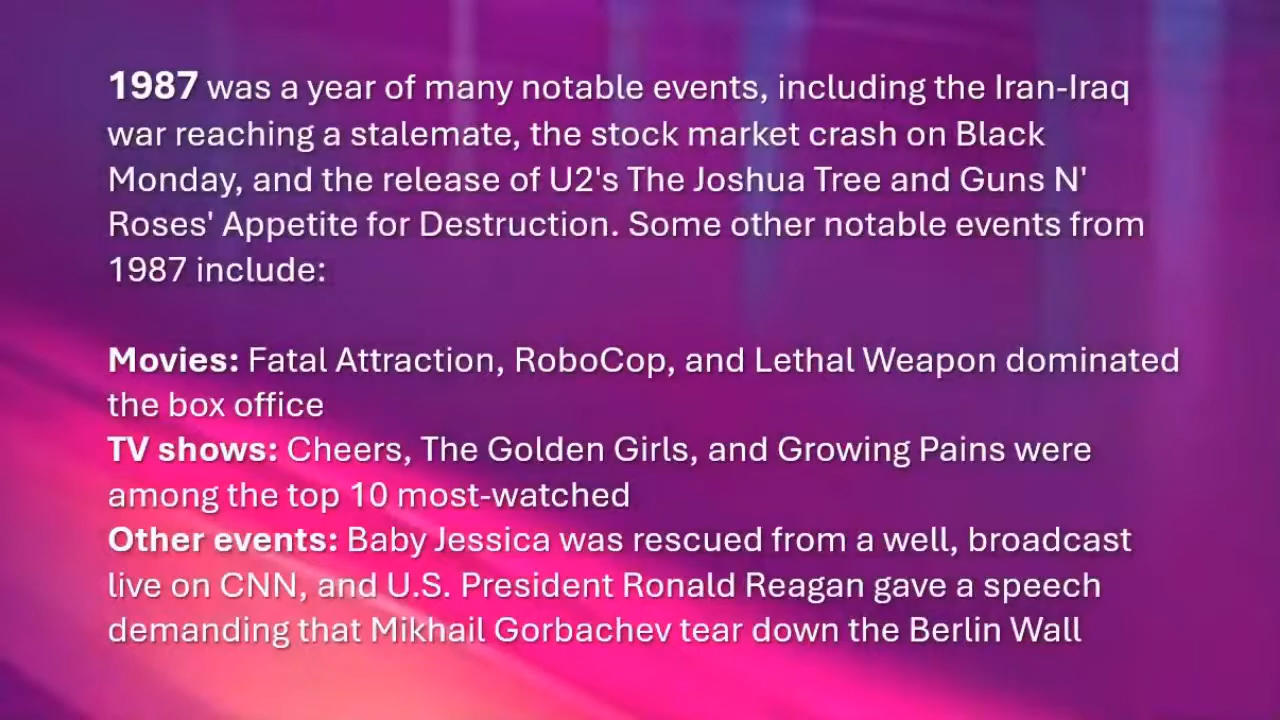 1987 was a year of many notable events, including the Iran-Iraq
war reaching a stalemate, the stock market crash on Black
Monday, and the release of U2's The Joshua Tree and Guns N'
Roses' Appetite for Destruction. Some other notable events from
1987 include:
Movies: Fatal Attraction, RoboCop, and Lethal Weapon dominated
the box office
TV shows: Cheers, The Golden Girls, and Growing Pains were
among the top 10 most-watched
Other events: Baby Jessica was rescued from a well, broadcast
live on CNN, and U.S. President Ronald Reagan gave a speech
demanding that Mikhail Gorbachev tear down the Berlin Wall